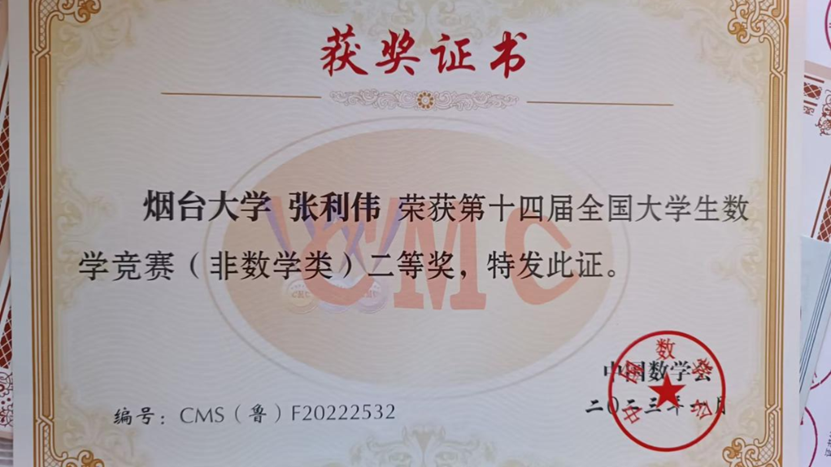 获奖证书
烟台大学 张利伟 荣获第十四届全国大学生数
学竞赛（非数学类）二等奖，特发此证。
CMC
中国数学会
编号：CMS（鲁）F20222532